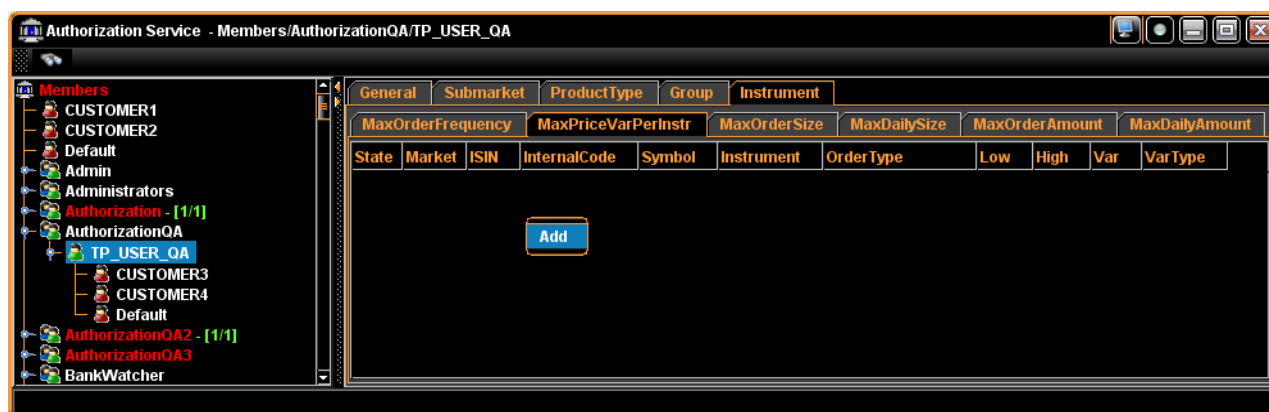 Authorization Service - Members/AuthorizationQA/TP_USER_QA
Members
CUSTOMER1
CUSTOMER2
Default
Admin
Administrators
Authorization - [1/1]
AuthorizationQA
TP_USER_QA
CUSTOMER3
CUSTOMER4
Default
AuthorizationQA2 - [1/1]
AuthorizationQA3
BankWatcher
General Submarket ProductType Group Instrument
MaxOrderFrequency MaxPriceVarPerInstr MaxOrderSize MaxDailySize MaxOrderAmount MaxDailyAmount
State Market ISIN InternalCode Symbol Instrument OrderType Low High Var VarType
Add